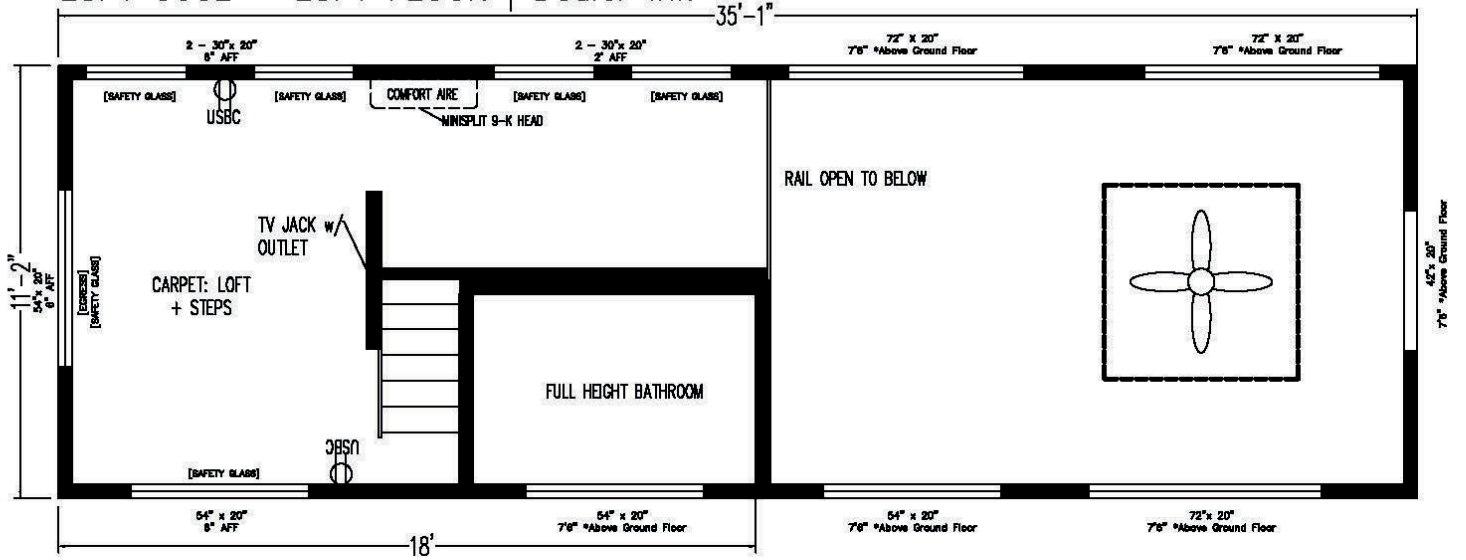 35'-1"
2 - 30"x 20"
6" AFF
2 - 30"x 20"
2' AFF
72" X 20"
7'6" *Above Ground Floor
72" x 20"
7'6" *Above Ground Floor
[SAFETY GLASS]
USBC
[SAFETY GLASS]
COMFORT AIRE
MINISPLIT 9-K HEAD
[SAFETY GLASS]
[SAFETY GLASS]
RAIL OPEN TO BELOW
TV JACK w/
OUTLET
11'-2"
54"x 20"
6" AFF
[EGRESS]
[SAFETY GLASS]
CARPET: LOFT
+ STEPS
42"x 20"
7'6" *Above Ground Floor
FULL HEIGHT BATHROOM
USBC
[SAFETY GLASS]
54" x 20"
54" x 20"
7'6" *Above Ground Floor
54" x 20"
7'6" *Above Ground Floor
72"x 20"
7'6" *Above Ground Floor
18'